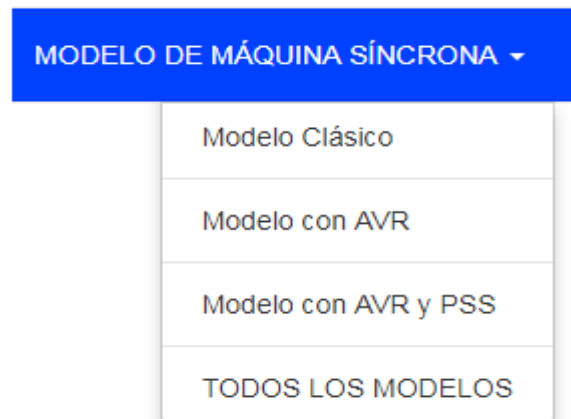 MODELO DE MÁQUINA SÍNCRONA
Modelo Clásico
Modelo con AVR
Modelo con AVR y PSS
TODOS LOS MODELOS